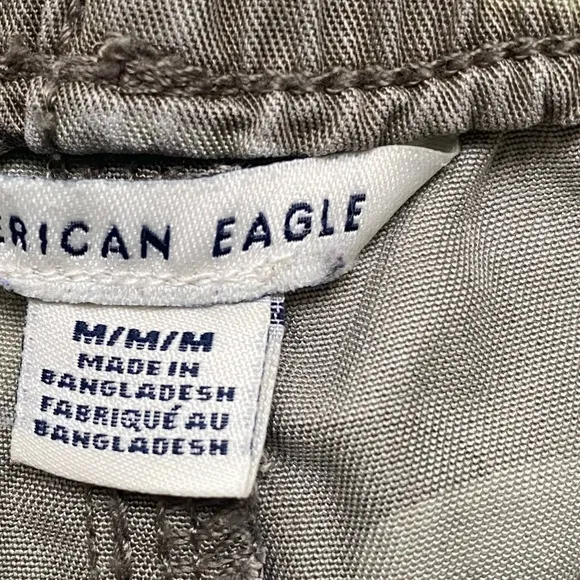 ERICAN EAGLE
M/M/M
MADE IN
BANGLADESH
FABRIQUÉ AU
BANGLADESH